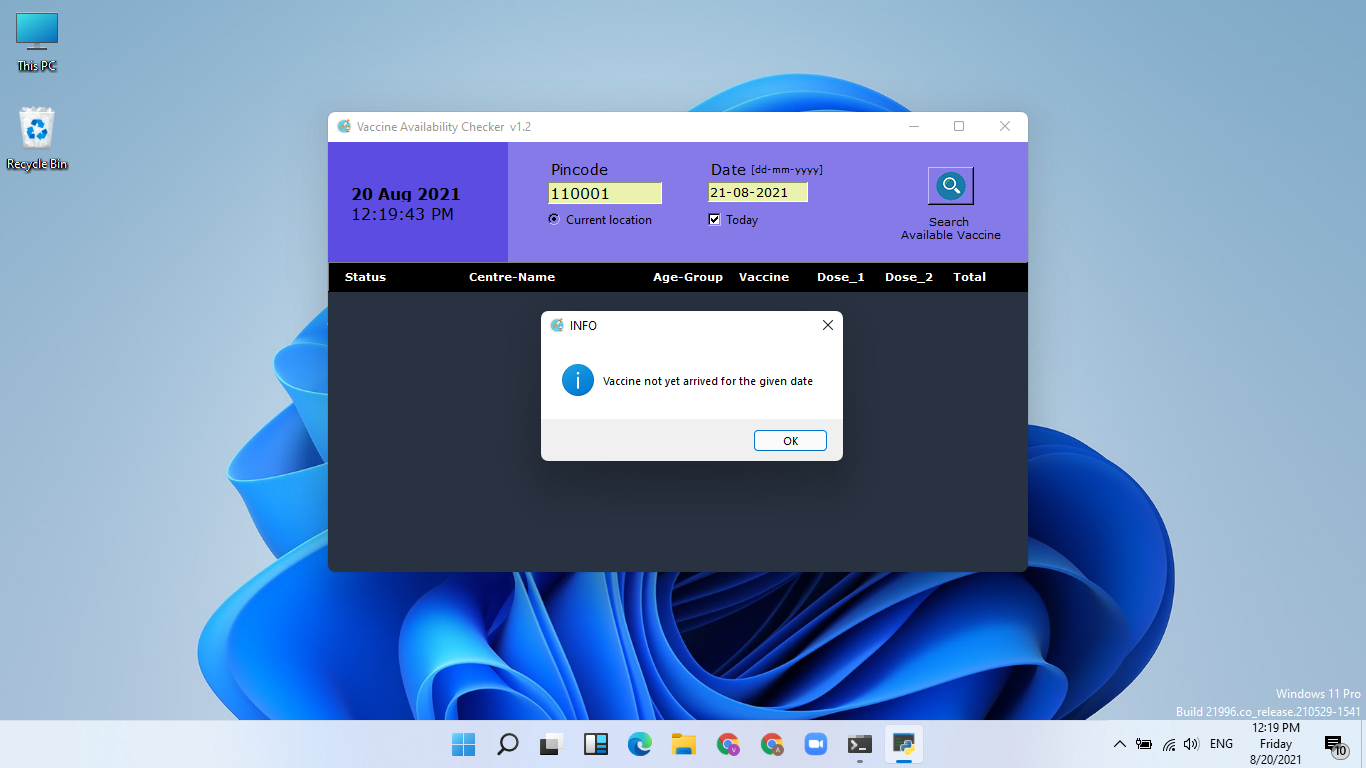 This PC
Recycle Bin
Vaccine Availability Checker v1.2
20 Aug 2021
12:19:43 PM
Pincode
110001
Current location
Date [dd-mm-yyyy]
21-08-2021
Today
Search
Available Vaccine
Status Centre-Name Age-Group Vaccine Dose_1 Dose_2 Total
INFO
i
Vaccine not yet arrived for the given date
OK
Windows 11 Pro
Build 21996.co_release.210529-1541
V
A
ENG
12:19 PM
Friday
8/20/2021
10